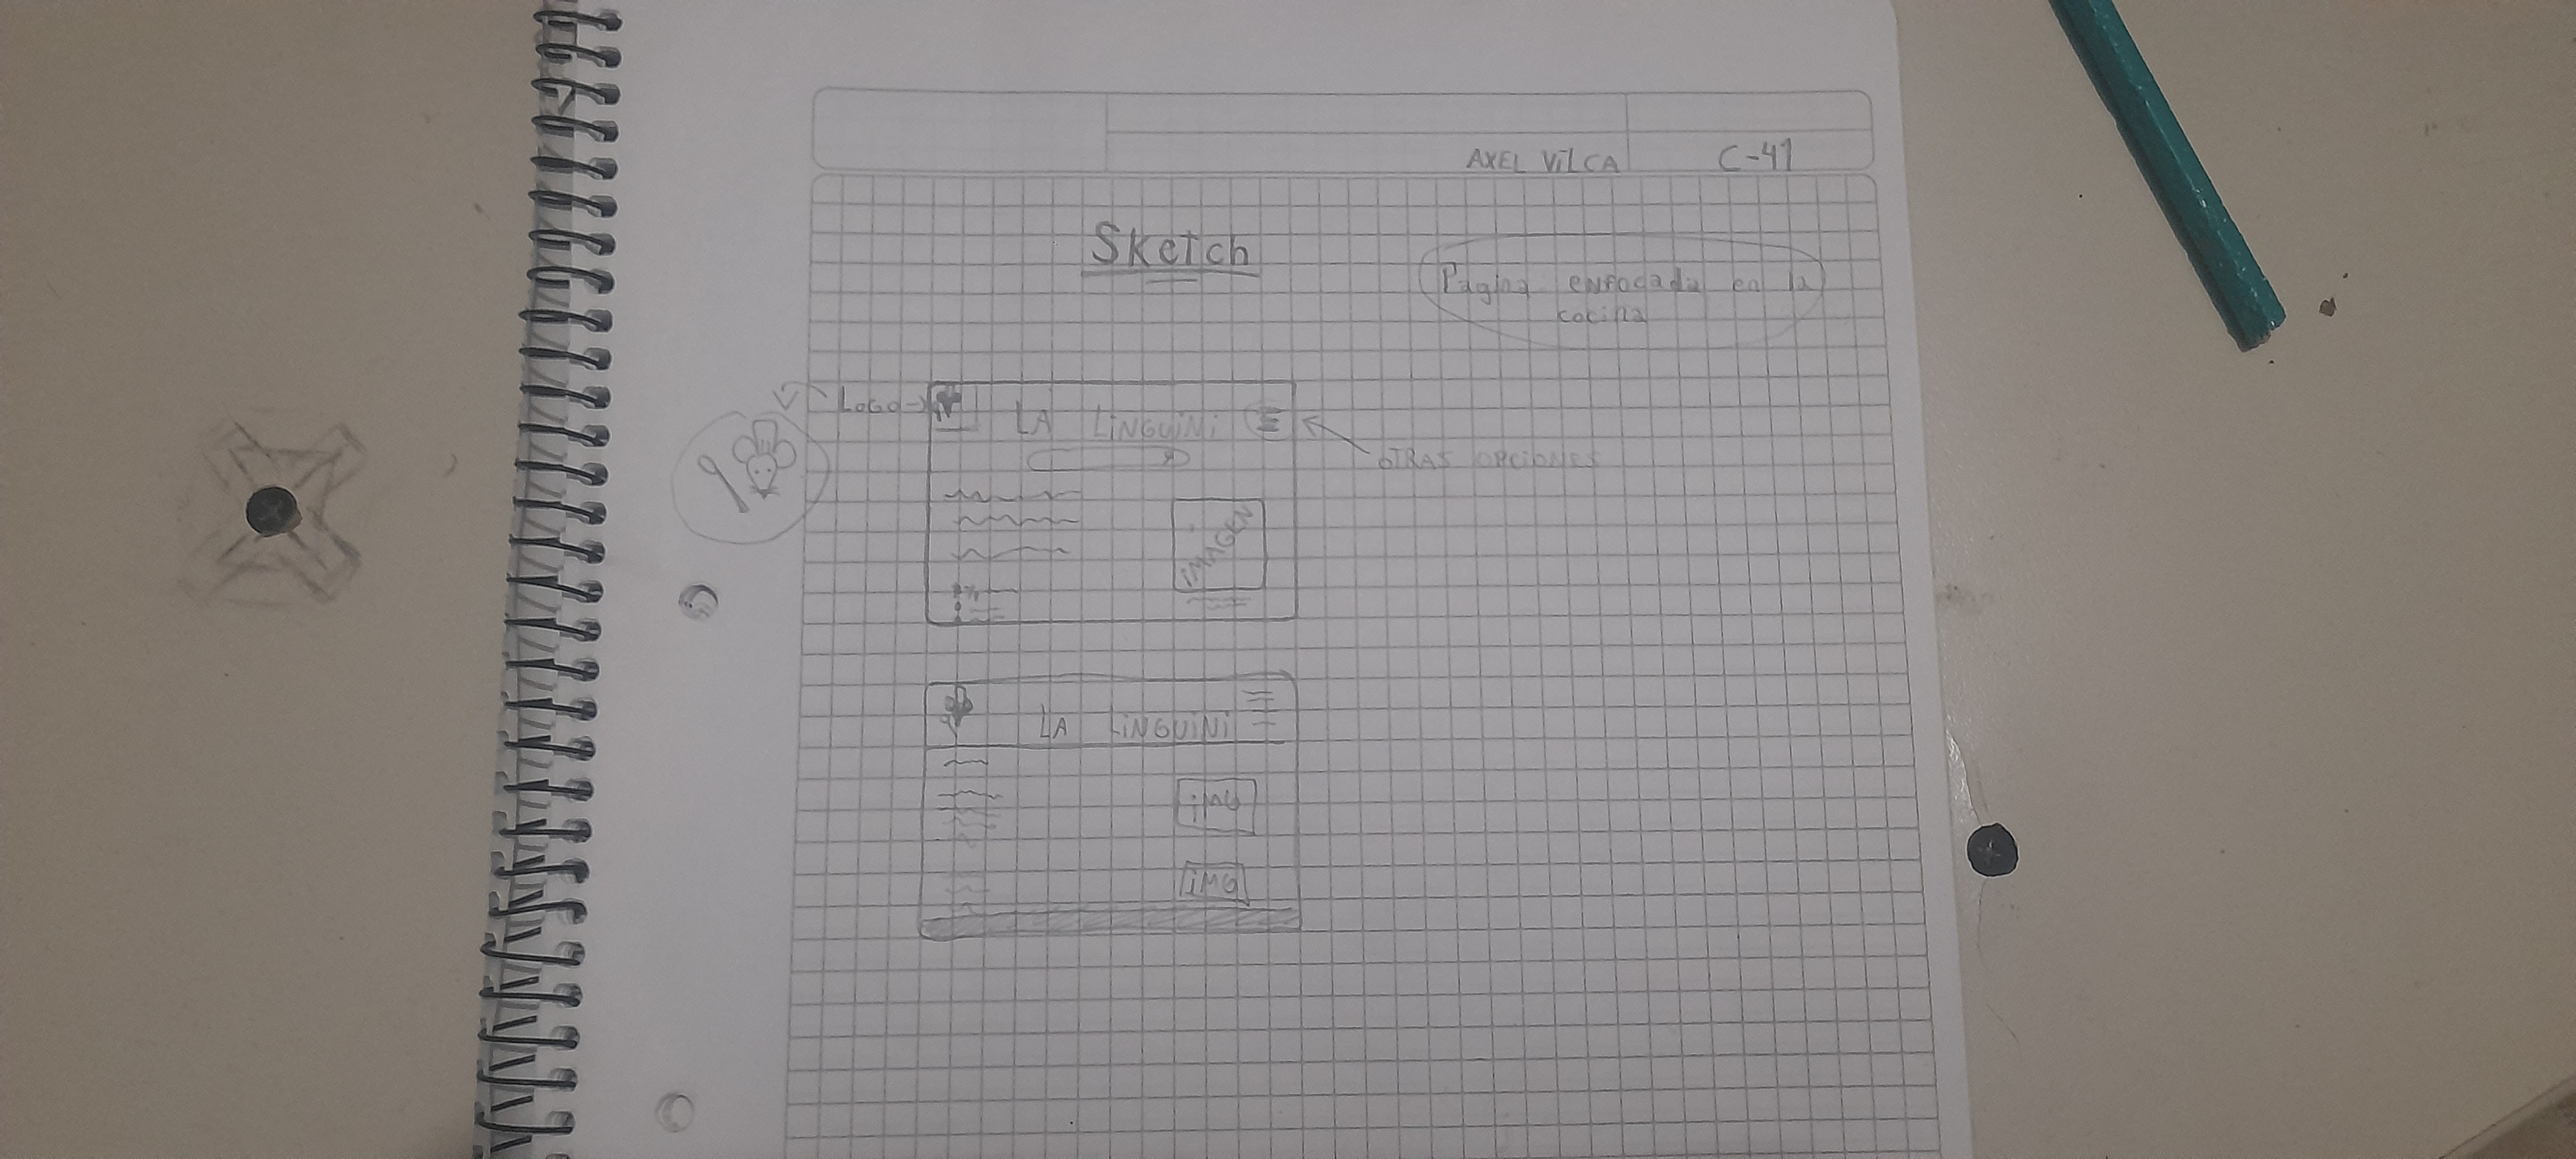 AXEL VILCA
C-41
Sketch
Pagina enfocada en la
cocina
LOGO
LA LiNGUiNi
OTRAS OPCIONES
iMAGEN
LA LiNGUiNi
iMG
iMG